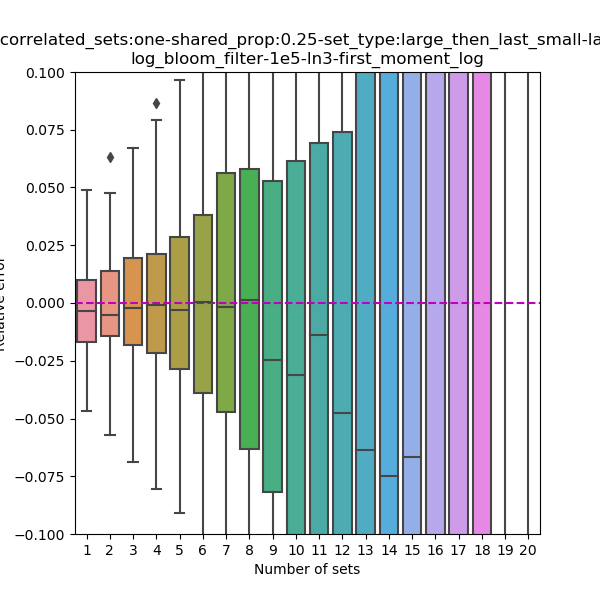 correlated_sets:one-shared_prop:0.25-set_type:large_then_last_small-la
log_bloom_filter-1e5-ln3-first_moment_log
Relative error
0.100
0.075
0.050
0.025
0.000
−0.025
−0.050
−0.075
−0.100
1 2 3 4 5 6 7 8 9 10 11 12 13 14 15 16 17 18 19 20
Number of sets